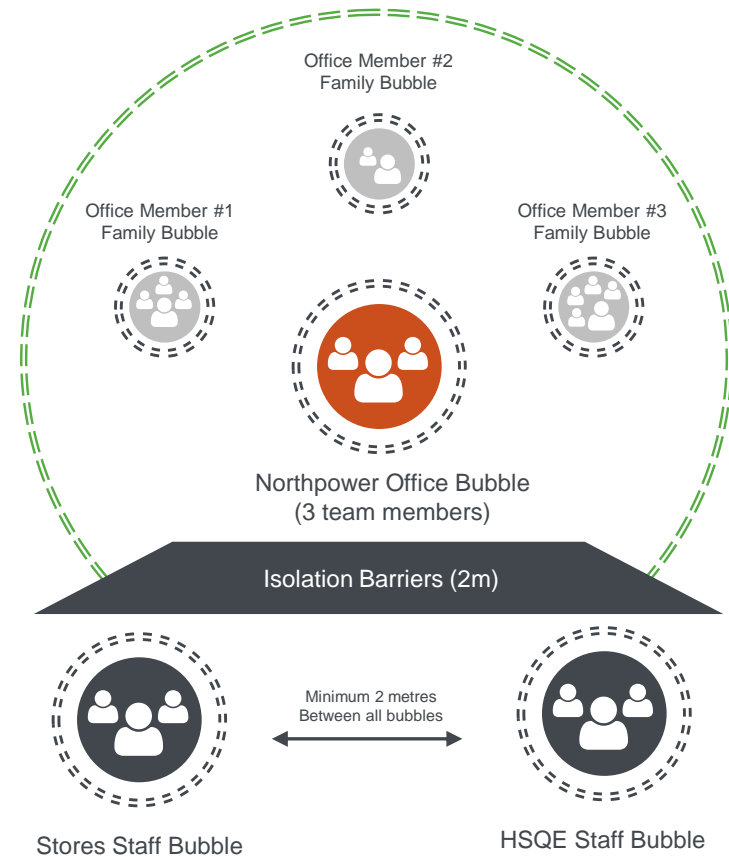 Office Member #2
Family Bubble
Office Member #1
Family Bubble
Office Member #3
Family Bubble
Northpower Office Bubble
(3 team members)
Isolation Barriers (2m)
Minimum 2 metres
Between all bubbles
Stores Staff Bubble
HSQE Staff Bubble